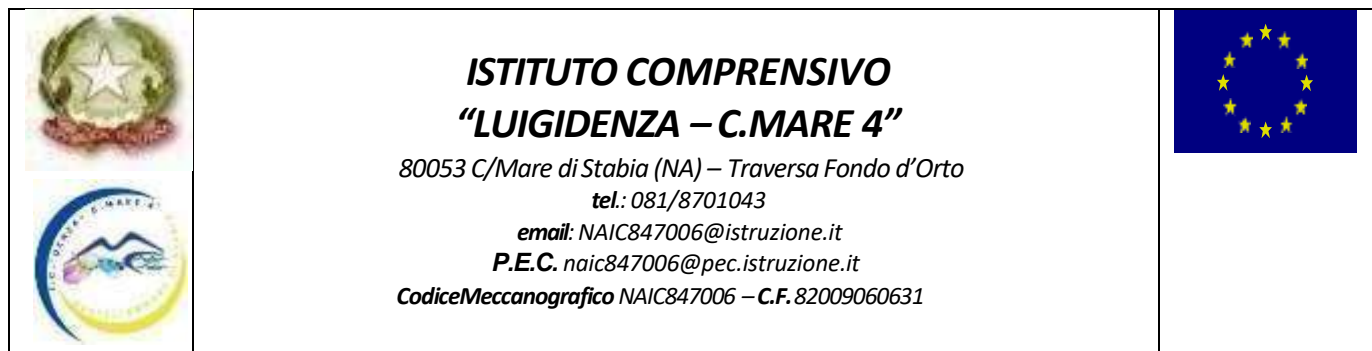 ISTITUTO COMPRENSIVO
“LUIGIDENZA – C.MARE 4”
80053 C/Mare di Stabia (NA) – Traversa Fondo d’Orto
tel.: 081/8701043
email: NAIC847006@istruzione.it
P.E.C. naic847006@pec.istruzione.it
CodiceMeccanografico NAIC847006 – C.F. 82009060631